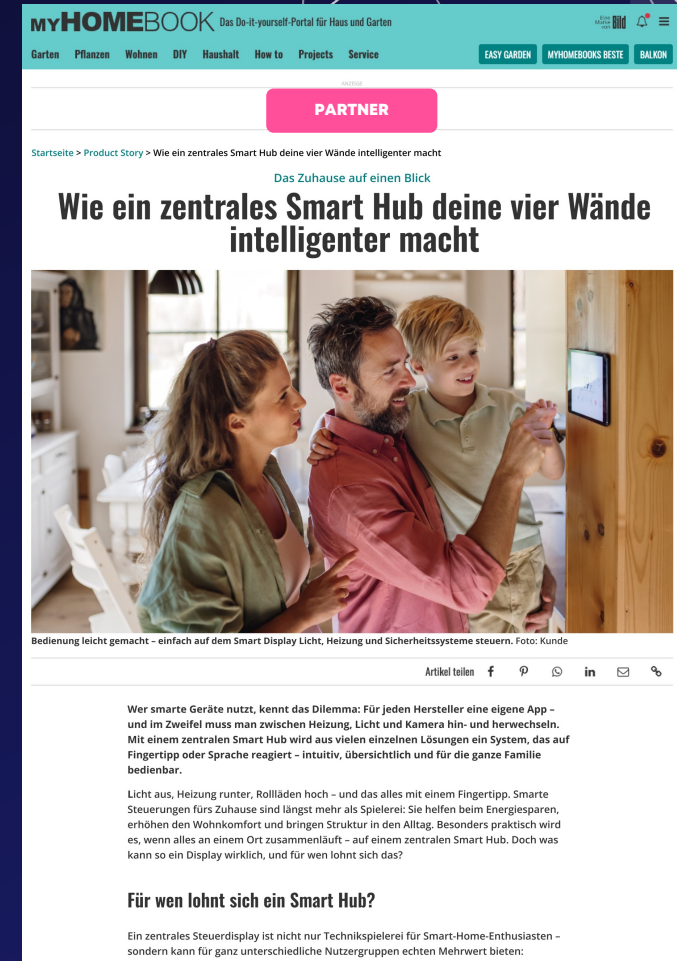 MYHOMEBOOK Das Do-it-yourself-Portal für Haus und Garten
Eine Marke von Bild
Garten Pflanzen Wohnen DIY Haushalt How to Projects Service EASY GARDEN MYHOMEBOOKS BESTE BALKON
ANZEIGE
PARTNER
Startseite > Product Story > Wie ein zentrales Smart Hub deine vier Wände intelligenter macht
Das Zuhause auf einen Blick
Wie ein zentrales Smart Hub deine vier Wände
intelligenter macht
Bedienung leicht gemacht – einfach auf dem Smart Display Licht, Heizung und Sicherheitssysteme steuern. Foto: Kunde
Artikel teilen
Wer smarte Geräte nutzt, kennt das Dilemma: Für jeden Hersteller eine eigene App –
und im Zweifel muss man zwischen Heizung, Licht und Kamera hin- und herwechseln.
Mit einem zentralen Smart Hub wird aus vielen einzelnen Lösungen ein System, das auf
Fingertipp oder Sprache reagiert – intuitiv, übersichtlich und für die ganze Familie
bedienbar.
Licht aus, Heizung runter, Rollläden hoch – und das alles mit einem Fingertipp. Smarte
Steuerungen fürs Zuhause sind längst mehr als Spielerei: Sie helfen beim Energiesparen,
erhöhen den Wohnkomfort und bringen Struktur in den Alltag. Besonders praktisch wird
es, wenn alles an einem Ort zusammenläuft – auf einem zentralen Smart Hub. Doch was
kann so ein Display wirklich, und für wen lohnt sich das?
Für wen lohnt sich ein Smart Hub?
Ein zentrales Steuerdisplay ist nicht nur Technikspielerei für Smart-Home-Enthusiasten –
sondern kann für ganz unterschiedliche Nutzergruppen echten Mehrwert bieten: